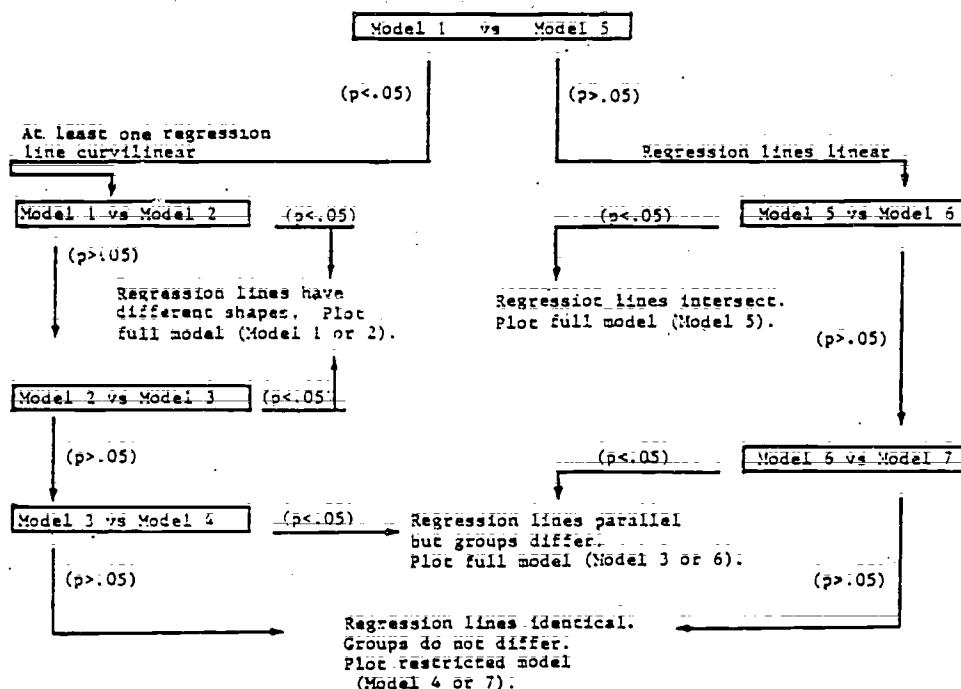 Model 1 vs Model 5
(p<.05)
(p>.05)
At least one regression
line curvilinear
Regression lines linear
Model 1 vs Model 2
(p<.05)
(p<.05)
Model 5 vs Model 6
(p>.05)
Regression lines have
different shapes. Plot
full model (Model 1 or 2).
Regression lines intersect.
Plot full model (Model 5).
(p>.05)
Model 2 vs Model 3
(p<.05)
(p>.05)
(p<.05)
Model 6 vs Model 7
Model 3 vs Model 4
(p<.05)
Regression lines parallel
but groups differ.
Plot full model (Model 3 or 6).
(p>.05)
(p>.05)
Regression lines identical.
Groups do not differ.
Plot restricted model
(Model 4 or 7).